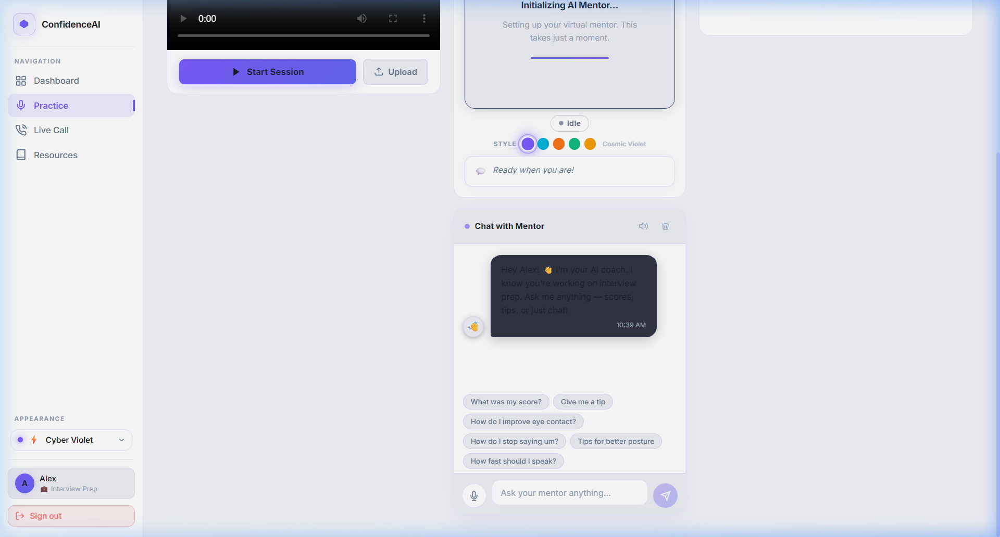 ConfidenceAI
NAVIGATION
Dashboard
Practice
Live Call
Resources
APPEARANCE
Cyber Violet
A
Alex
Interview Prep
Sign out
0:00
Start Session
Upload
Initializing AI Mentor...
Setting up your virtual mentor. This
takes just a moment.
Idle
STYLE
Cosmic Violet
Ready when you are!
Chat with Mentor
Hey Alex! 👋 I'm your AI coach. I
know you're working on interview
prep. Ask me anything — scores,
tips, or just chat!
10:39 AM
What was my score?
Give me a tip
How do I improve eye contact?
How do I stop saying um?
Tips for better posture
How fast should I speak?
Ask your mentor anything...